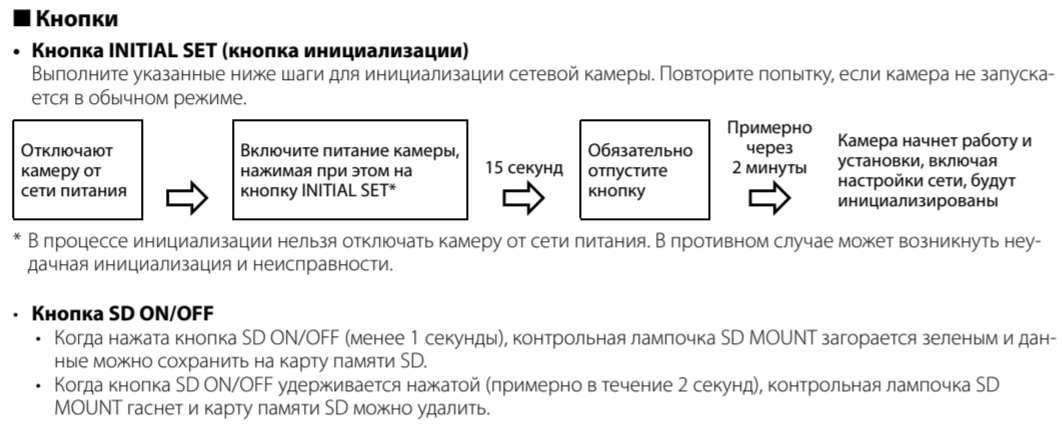 ■ Кнопки
• Кнопка INITIAL SET (кнопка инициализации)
Выполните указанные ниже шаги для инициализации сетевой камеры. Повторите попытку, если камера не запуска-
ется в обычном режиме.
Отключают
камеру от
сети питания
Включите питание камеры,
нажимая при этом на
кнопку INITIAL SET*
15 секунд
Обязательно
отпустите
кнопку
Примерно
через
2 минуты
Камера начнет работу и
установки, включая
настройки сети, будут
инициализированы
* В процессе инициализации нельзя отключать камеру от сети питания. В противном случае может возникнуть неу-
дачная инициализация и неисправности.
• Кнопка SD ON/OFF
• Когда нажата кнопка SD ON/OFF (менее 1 секунды), контрольная лампочка SD MOUNT загорается зеленым и дан-
ные можно сохранить на карту памяти SD.
• Когда кнопка SD ON/OFF удерживается нажатой (примерно в течение 2 секунд), контрольная лампочка SD
MOUNT гаснет и карту памяти SD можно удалить.